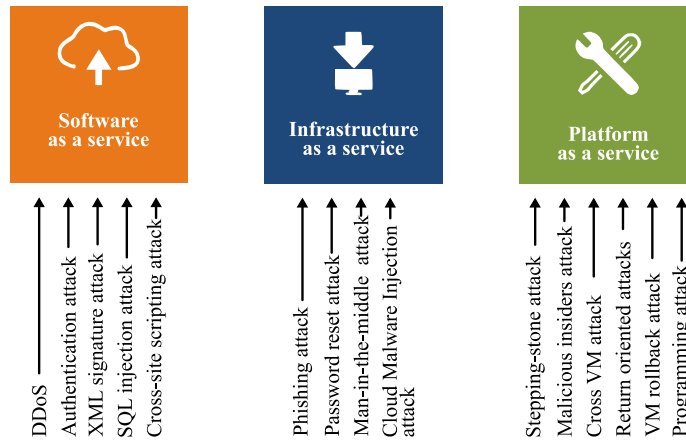 Software
as a service
Infrastructure
as a service
Platform
as a service
DDoS
Authentication attack
XML signature attack
SQL injection attack
Cross-site scripting attack
Phishing attack
Password reset attack
Man-in-the-middle attack
Cloud Malware Injection
attack
Stepping-stone attack
Malicious insiders attack
Cross VM attack
Return oriented attacks
VM rollback attack
Programming attack